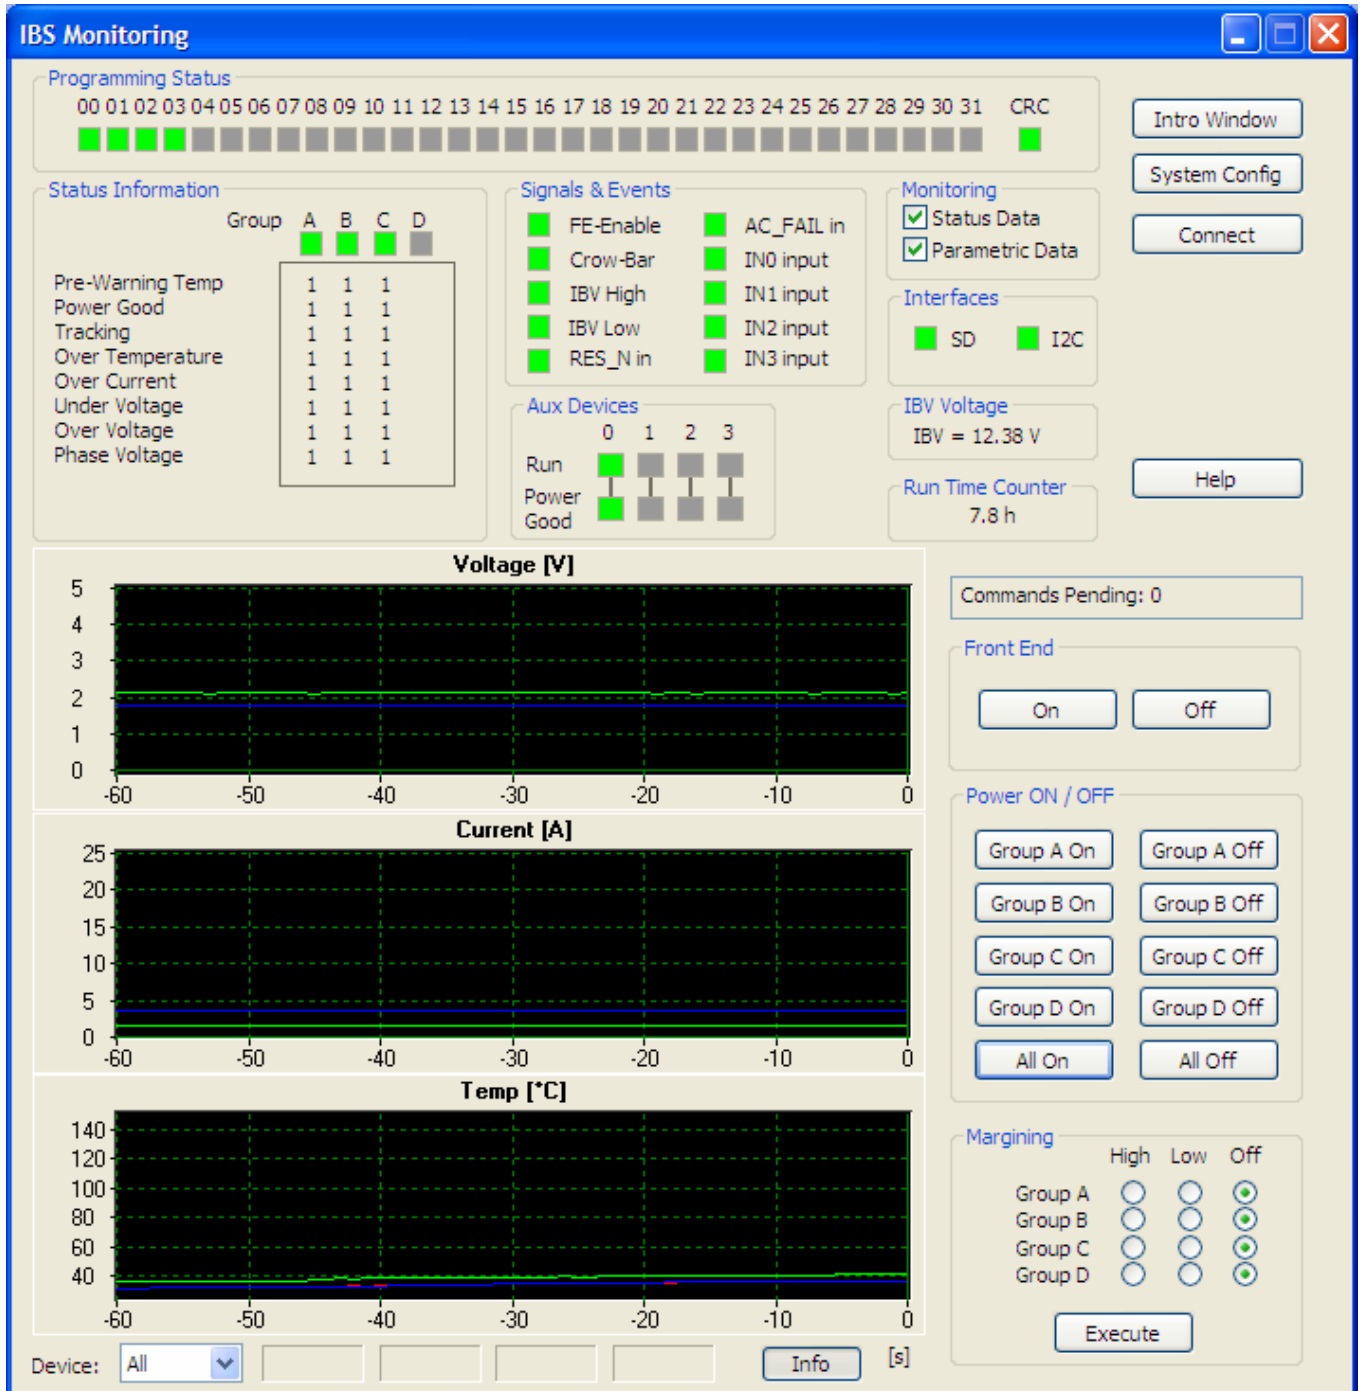 IBS Monitoring
Programming Status
00 01 02 03 04 05 06 07 08 09 10 11 12 13 14 15 16 17 18 19 20 21 22 23 24 25 26 27 28 29 30 31 CRC
Intro Window
System Config
Connect
Help
Status Information
Group A B C D
Pre-Warning Temp 1 1 1
Power Good 1 1 1
Tracking 1 1 1
Over Temperature 1 1 1
Over Current 1 1 1
Under Voltage 1 1 1
Over Voltage 1 1 1
Phase Voltage 1 1 1
Signals & Events
FE-Enable AC_FAIL in
Crow-Bar IN0 input
IBV High IN1 input
IBV Low IN2 input
RES_N in IN3 input
Aux Devices
0 1 2 3
Run
Power
Good
Monitoring
Status Data
Parametric Data
Interfaces
SD I2C
IBV Voltage
IBV = 12.38 V
Run Time Counter
7.8 h
Voltage [V]
5
4
3
2
1
0
-60 -50 -40 -30 -20 -10 0
Current [A]
25
20
15
10
5
0
-60 -50 -40 -30 -20 -10 0
Temp [°C]
140
120
100
80
60
40
-60 -50 -40 -30 -20 -10 0
Device: All Info [s]
Commands Pending: 0
Front End
On Off
Power ON / OFF
Group A On Group A Off
Group B On Group B Off
Group C On Group C Off
Group D On Group D Off
All On All Off
Margining
High Low Off
Group A
Group B
Group C
Group D
Execute